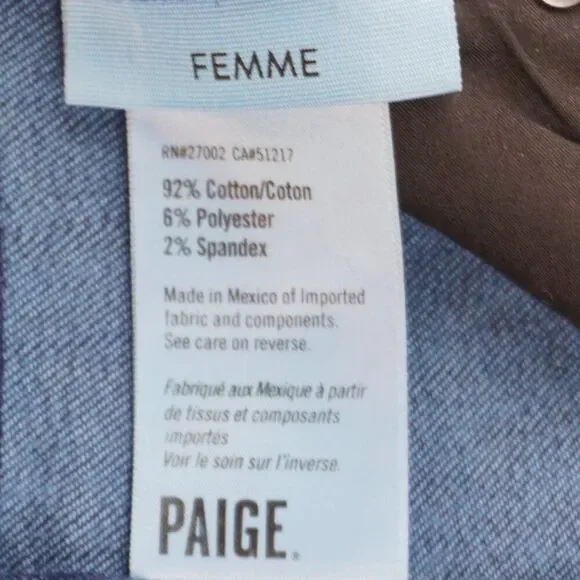 FEMME
RN#27002 CA#51217
92% Cotton/Coton
6% Polyester
2% Spandex
Made in Mexico of Imported
fabric and components.
See care on reverse.
Fabriqué aux Mexique à partir
de tissus et composants
importés
Voir le soin sur l'inverse.
PAIGE.